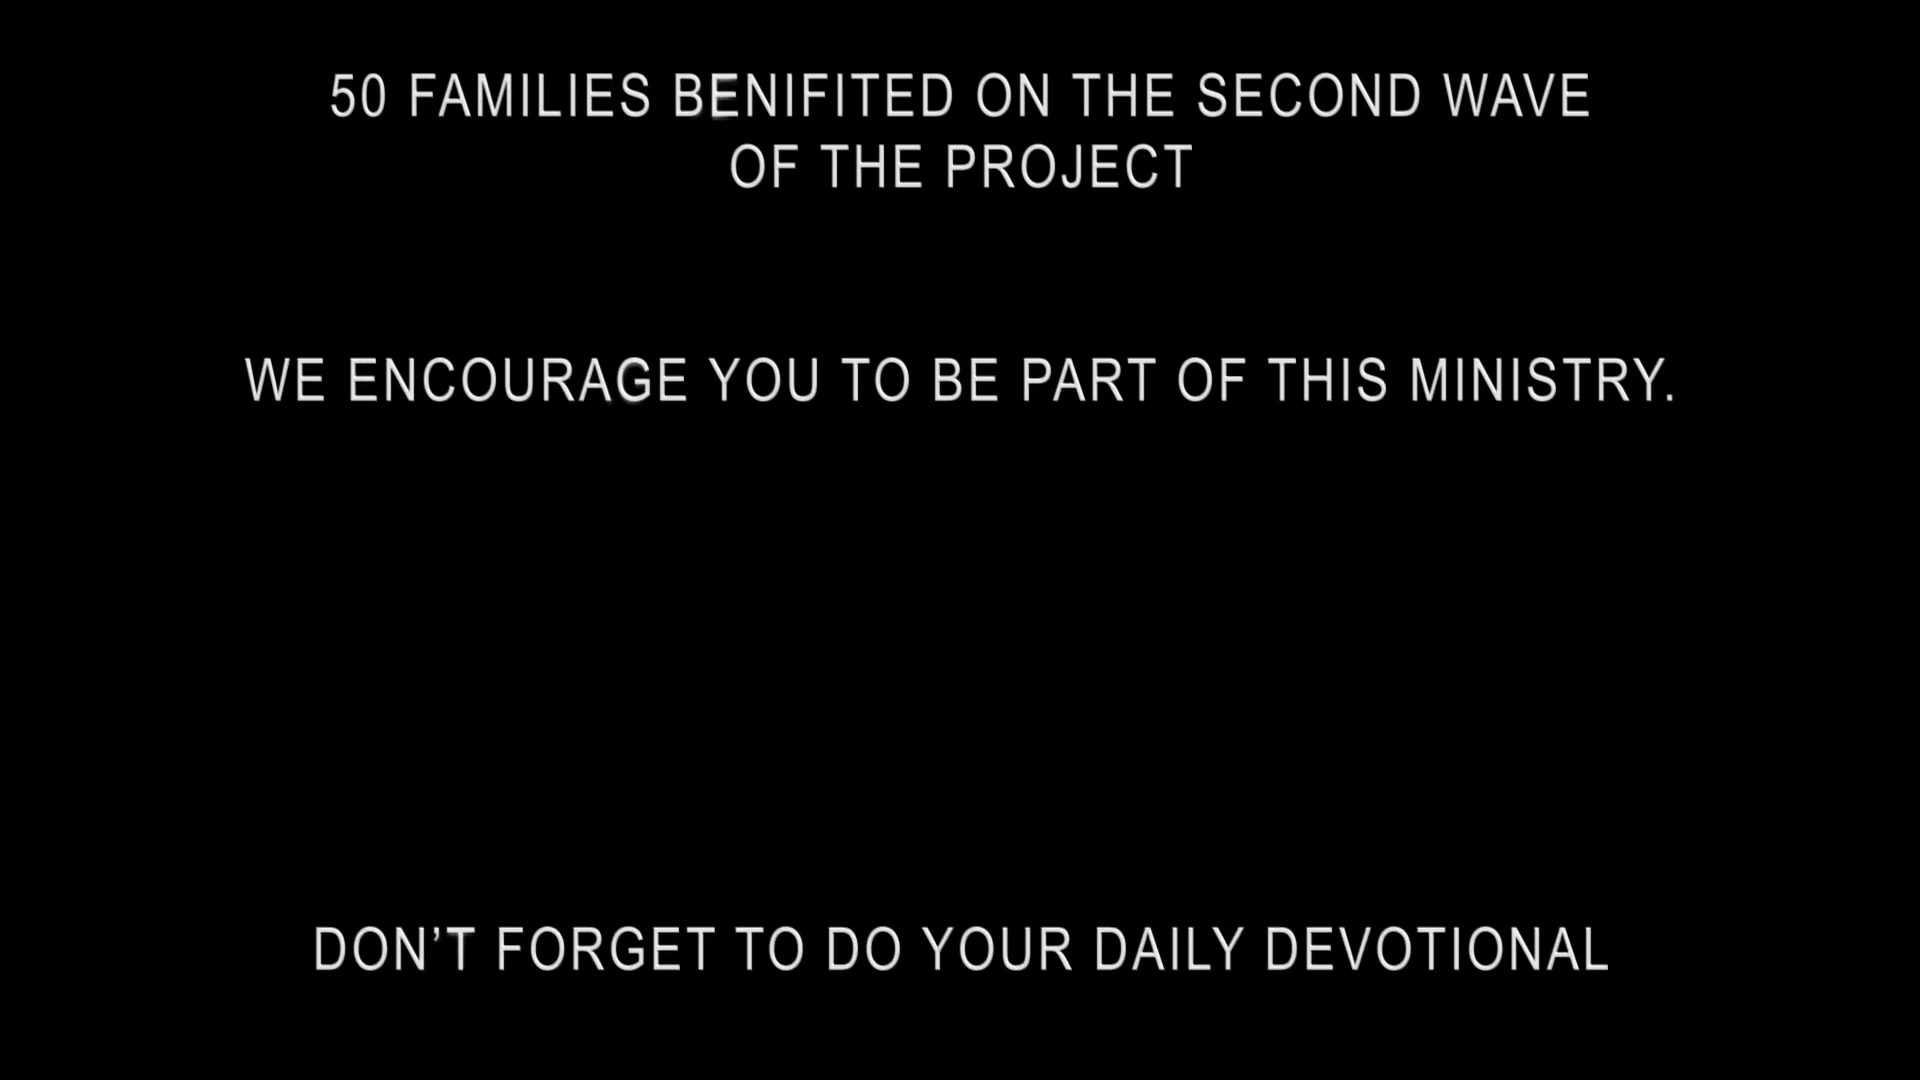 50 FAMILIES BENIFITED ON THE SECOND WAVE
OF THE PROJECT
WE ENCOURAGE YOU TO BE PART OF THIS MINISTRY.
DON’T FORGET TO DO YOUR DAILY DEVOTIONAL